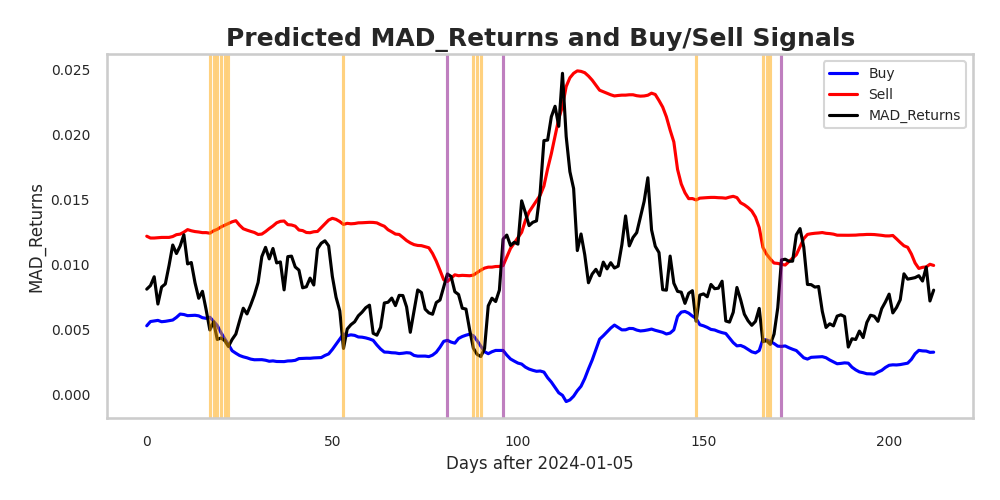 Predicted MAD_Returns and Buy/Sell Signals
0.025
0.020
0.015
0.010
0.005
0.000
MAD_Returns
Buy
Sell
MAD_Returns
0
50
100
150
200
Days after 2024-01-05